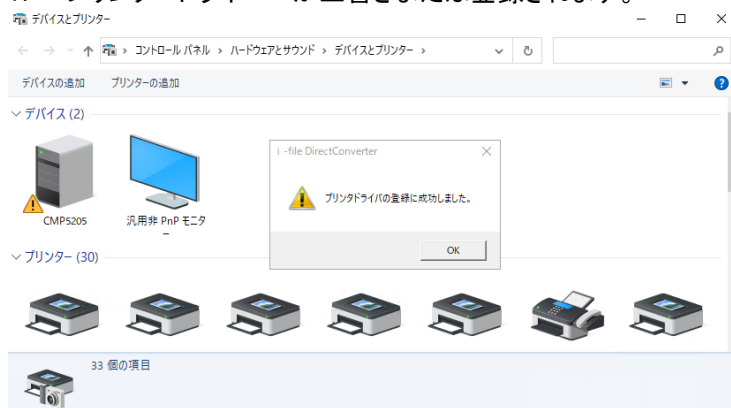 デバイスとプリンター
コントロール パネル › ハードウェアとサウンド › デバイスとプリンター ›
デバイスの追加 プリンターの追加
デバイス (2)
i -file DirectConverter
プリンタドライバの登録に成功しました。
OK
CMP5205
汎用非 PnP モニター
プリンター (30)
33 個の項目